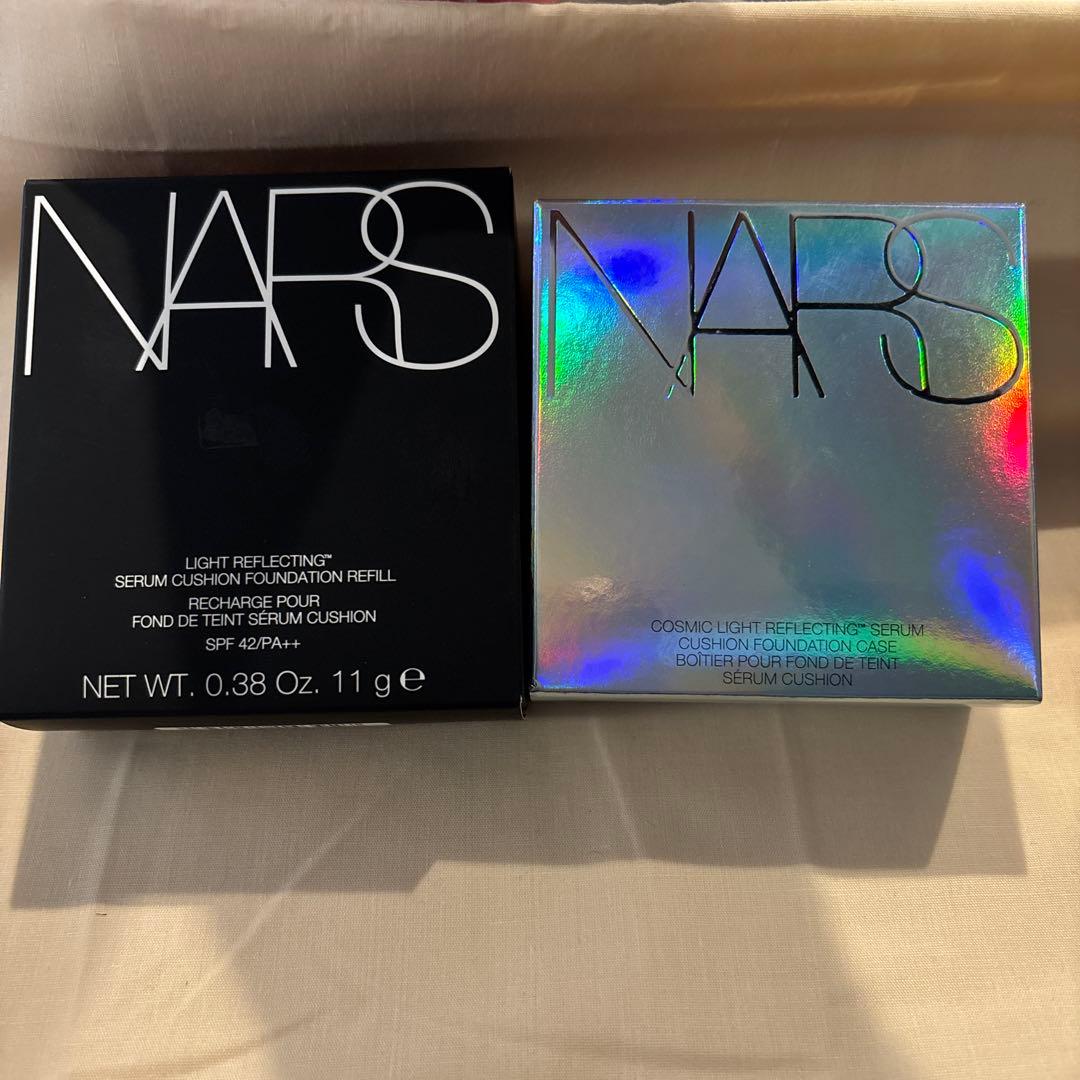 NARS
LIGHT REFLECTING™
SERUM CUSHION FOUNDATION REFILL
RECHARGE POUR
FOND DE TEINT SÉRUM CUSHION
SPF 42/PA++
NET WT. 0.38 Oz. 11 g ℮
NARS
COSMIC LIGHT REFLECTING™ SERUM
CUSHION FOUNDATION CASE
BOÎTIER POUR FOND DE TEINT
SÉRUM CUSHION